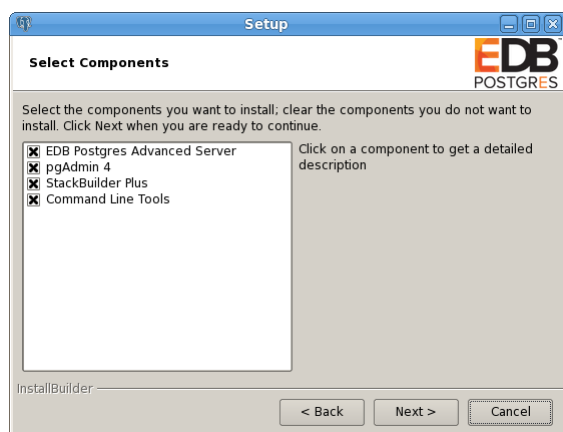 Setup
Select Components
EDB
POSTGRES
Select the components you want to install; clear the components you do not want to
install. Click Next when you are ready to continue.
EDB Postgres Advanced Server
pgAdmin 4
StackBuilder Plus
Command Line Tools
Click on a component to get a detailed
description
InstallBuilder
< Back
Next >
Cancel